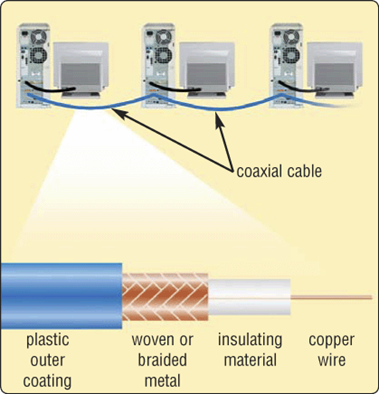 coaxial cable
plastic
outer
coating
woven or
braided
metal
insulating
material
copper
wire